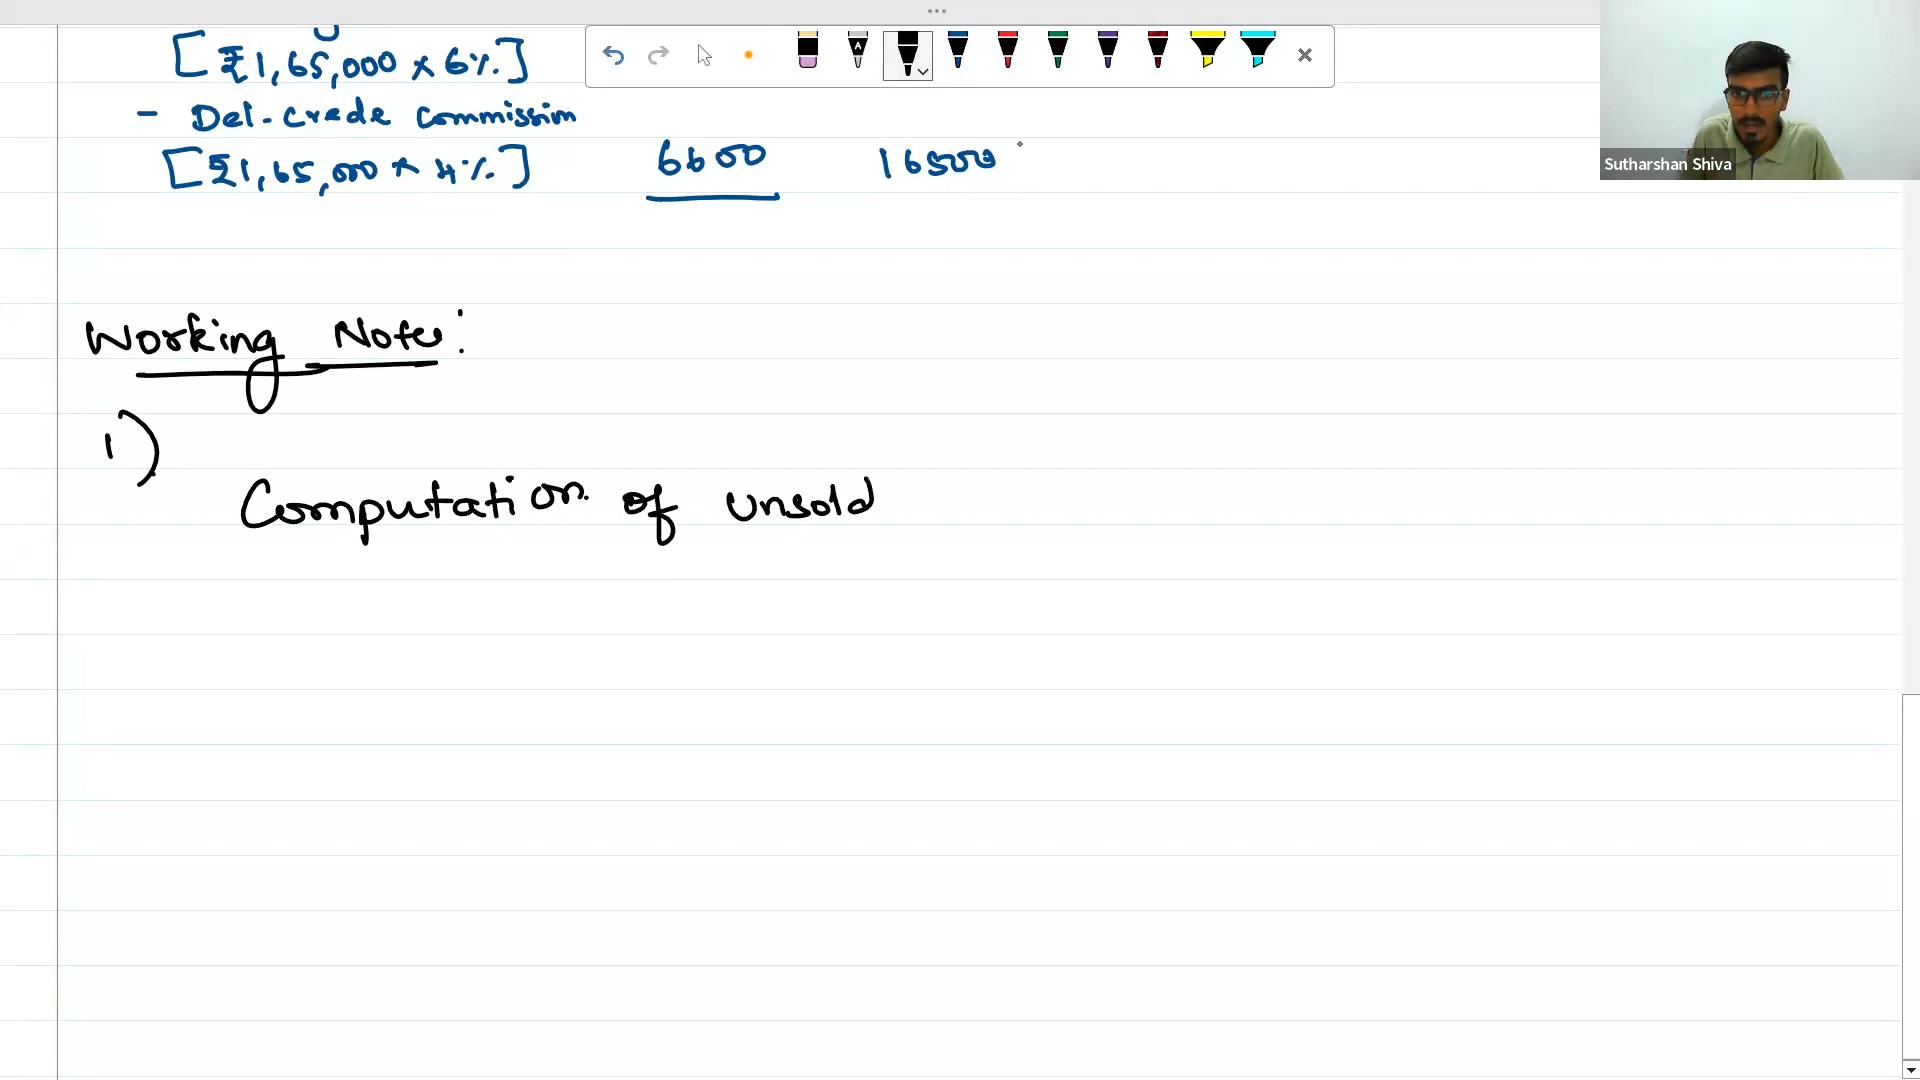 [₹1,65,000 × 6%]
- Del-crede commission
[₹1,65,000 × 4%] 6600 16500
Sutharshan Shiva
Working Notes:
1)
Computation of unsold